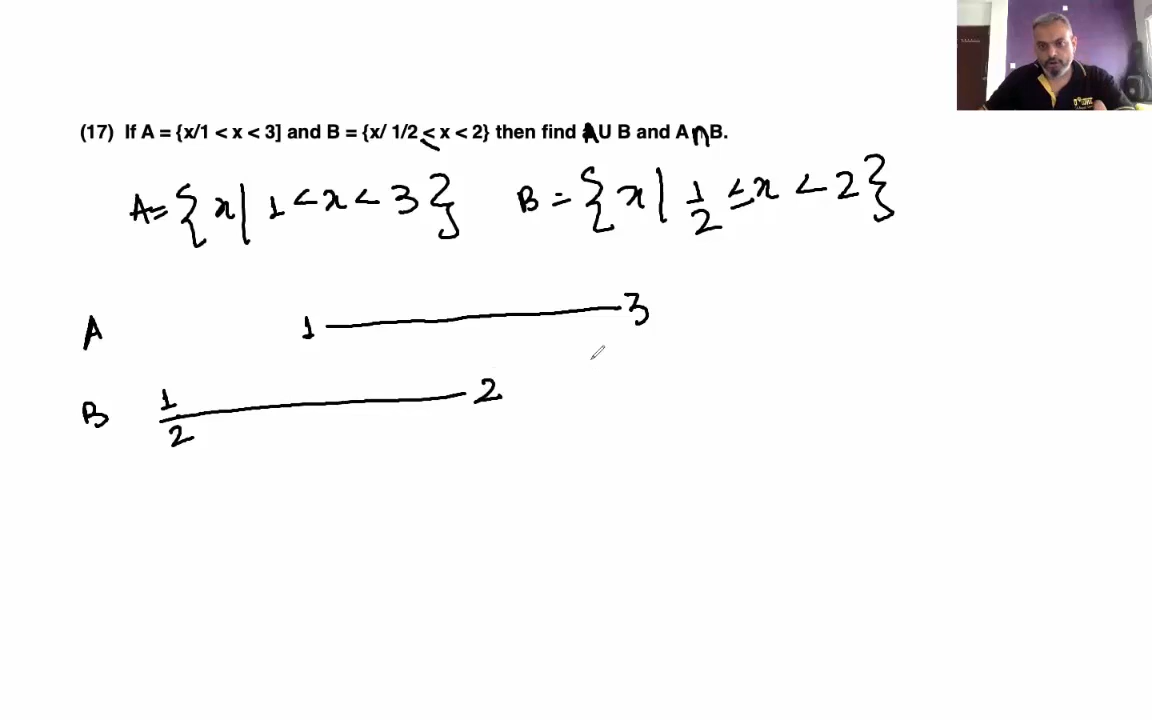 (17) If A = {x/1 < x < 3] and B = {x/ 1/2 ≤ x < 2} then find A U B and A ∩ B.
A = { x | 1 < x < 3 } B = { x | 1/2 ≤ x < 2 }
A 1 3
B 1/2 2